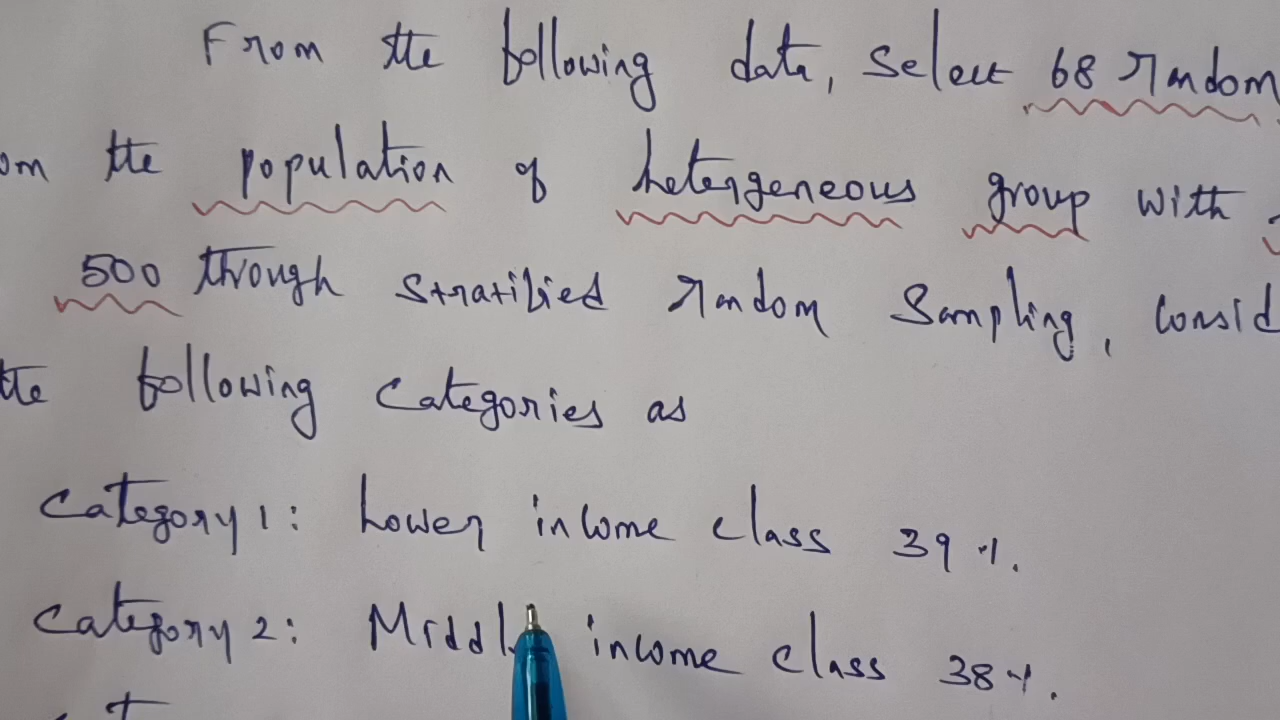 From the following data, select 68 random
om the population of hetergeneous group with
500 through stratified random Sampling, consid
the following categories as
Category 1: Lower income class 39 %.
Category 2: Middle income class 38 %.